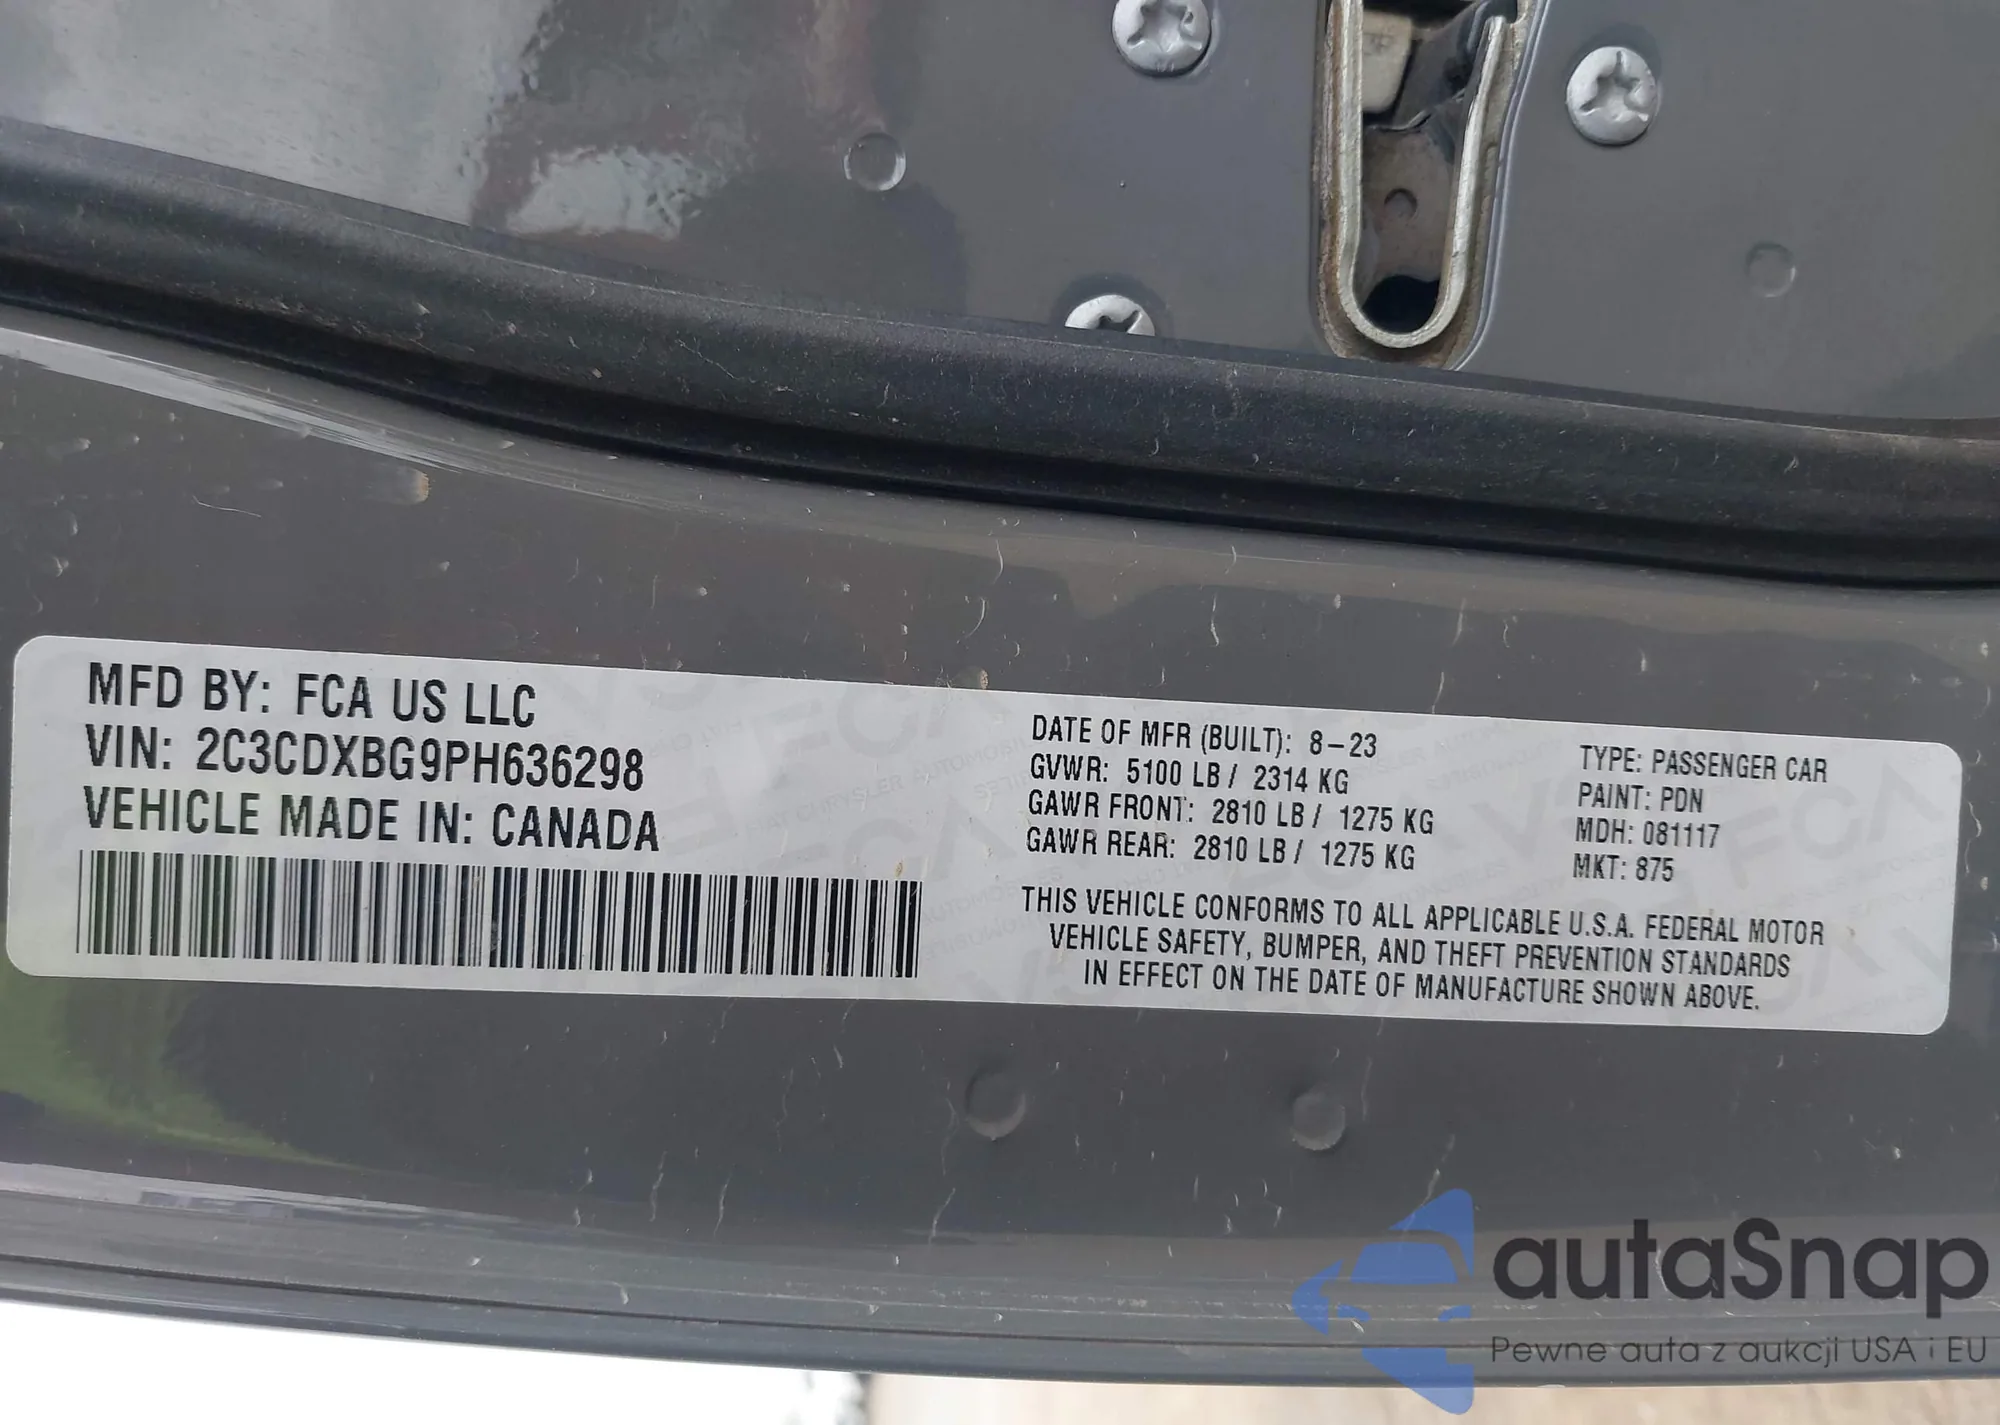 MFD BY: FCA US LLC
VIN: 2C3CDXBG9PH636298
VEHICLE MADE IN: CANADA
DATE OF MFR (BUILT): 8-23
GVWR: 5100 LB / 2314 KG
GAWR FRONT: 2810 LB / 1275 KG
GAWR REAR: 2810 LB / 1275 KG
TYPE: PASSENGER CAR
PAINT: PDN
MDH: 081117
MKT: 875
THIS VEHICLE CONFORMS TO ALL APPLICABLE U.S.A. FEDERAL MOTOR
VEHICLE SAFETY, BUMPER, AND THEFT PREVENTION STANDARDS
IN EFFECT ON THE DATE OF MANUFACTURE SHOWN ABOVE.
autaSnap
Pewne auta z aukcji USA i EU